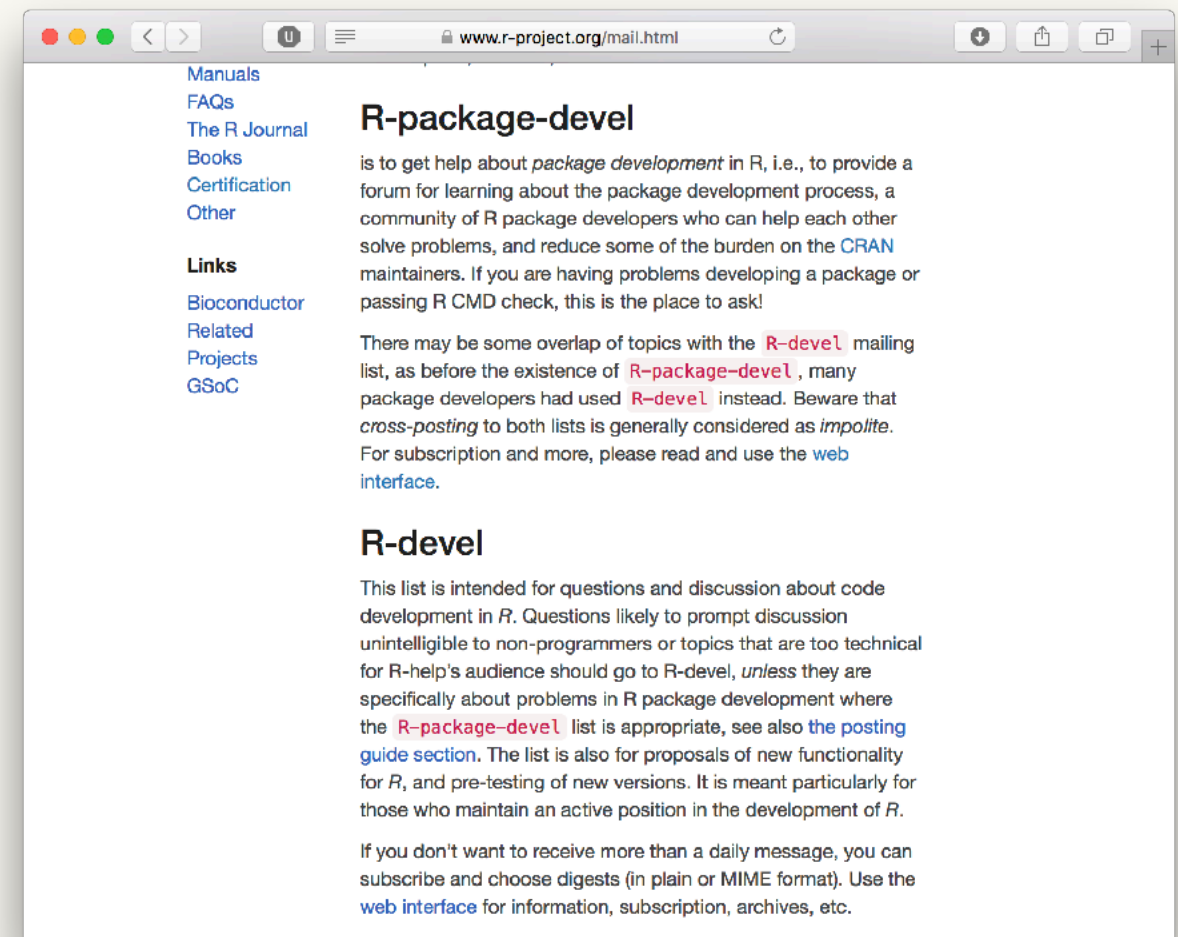 www.r-project.org/mail.html
Manuals
FAQs
The R Journal
Books
Certification
Other
Links
Bioconductor
Related
Projects
GSoC
R-package-devel
is to get help about package development in R, i.e., to provide a
forum for learning about the package development process, a
community of R package developers who can help each other
solve problems, and reduce some of the burden on the CRAN
maintainers. If you are having problems developing a package or
passing R CMD check, this is the place to ask!
There may be some overlap of topics with the R-devel mailing
list, as before the existence of R-package-devel, many
package developers had used R-devel instead. Beware that
cross-posting to both lists is generally considered as impolite.
For subscription and more, please read and use the web
interface.
R-devel
This list is intended for questions and discussion about code
development in R. Questions likely to prompt discussion
unintelligible to non-programmers or topics that are too technical
for R-help's audience should go to R-devel, unless they are
specifically about problems in R package development where
the R-package-devel list is appropriate, see also the posting
guide section. The list is also for proposals of new functionality
for R, and pre-testing of new versions. It is meant particularly for
those who maintain an active position in the development of R.
If you don't want to receive more than a daily message, you can
subscribe and choose digests (in plain or MIME format). Use the
web interface for information, subscription, archives, etc.